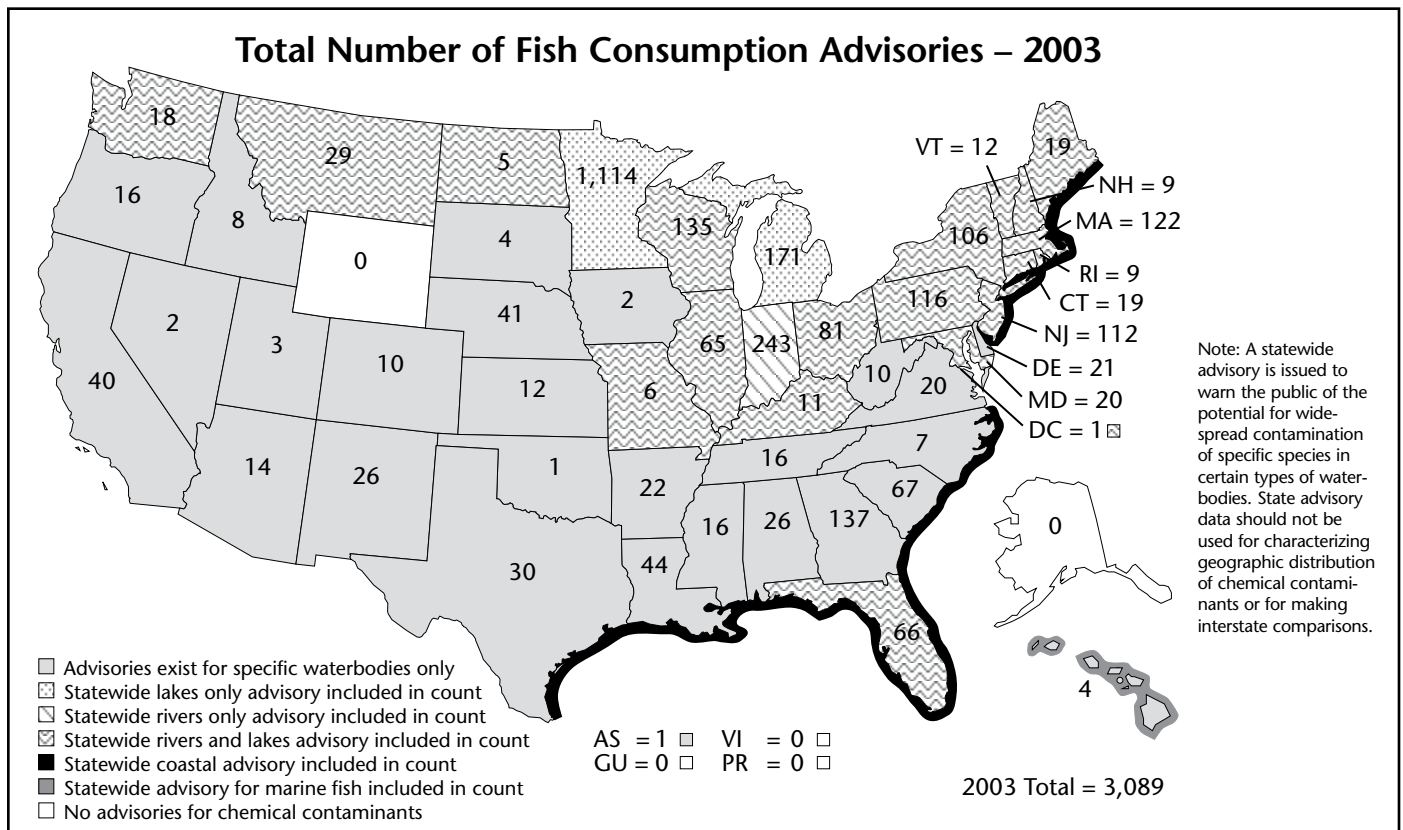 Total Number of Fish Consumption Advisories – 2003
18
29
5
1,114
19
VT = 12
NH = 9
MA = 122
16
8
4
135
171
106
0
RI = 9
CT = 19
NJ = 112
2
3
41
2
116
65
243
81
10
DE = 21
MD = 20
DC = 1
40
12
6
10
20
11
14
26
1
16
7
22
67
16
26
137
0
44
30
66
4
Note: A statewide
advisory is issued to
warn the public of the
potential for wide-
spread contamination
of specific species in
certain types of water-
bodies. State advisory
data should not be
used for characterizing
geographic distribution
of chemical contami-
nants or for making
interstate comparisons.
Advisories exist for specific waterbodies only
Statewide lakes only advisory included in count
Statewide rivers only advisory included in count
Statewide rivers and lakes advisory included in count
Statewide coastal advisory included in count
Statewide advisory for marine fish included in count
No advisories for chemical contaminants
AS = 1 VI = 0
GU = 0 PR = 0
2003 Total = 3,089